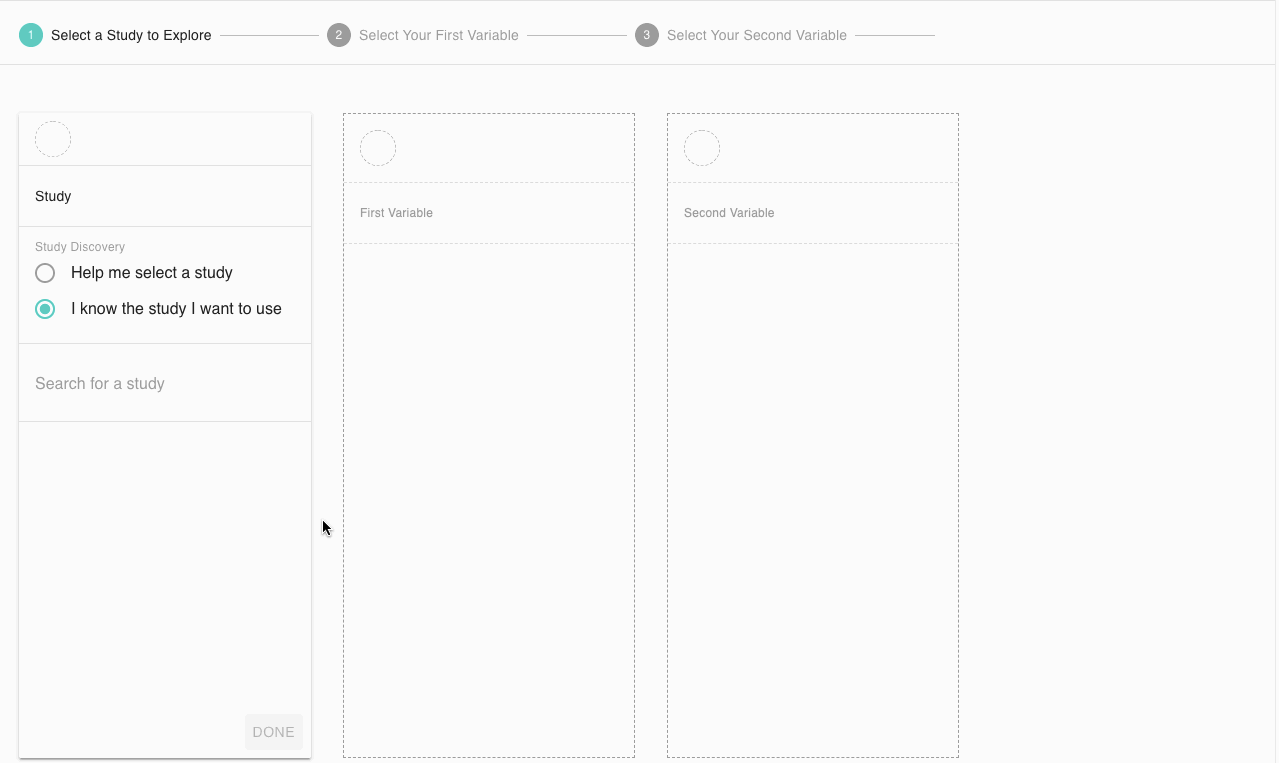 1 Select a Study to Explore 2 Select Your First Variable 3 Select Your Second Variable
Study
First Variable
Second Variable
Study Discovery
Help me select a study
I know the study I want to use
Search for a study
DONE